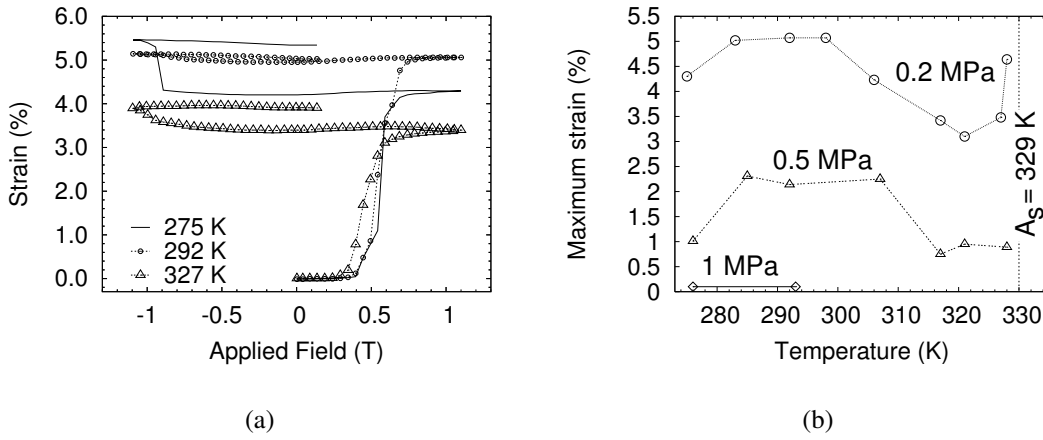 6.0
5.0
4.0
3.0
2.0
1.0
0.0
Strain (%)
275 K
292 K
327 K
-1 -0.5 0 0.5 1
Applied Field (T)
(a)
5.5
5
4.5
4
3.5
3
2.5
2
1.5
1
0.5
0
Maximum strain (%)
0.2 MPa
0.5 MPa
1 MPa
As = 329 K
280 290 300 310 320 330
Temperature (K)
(b)